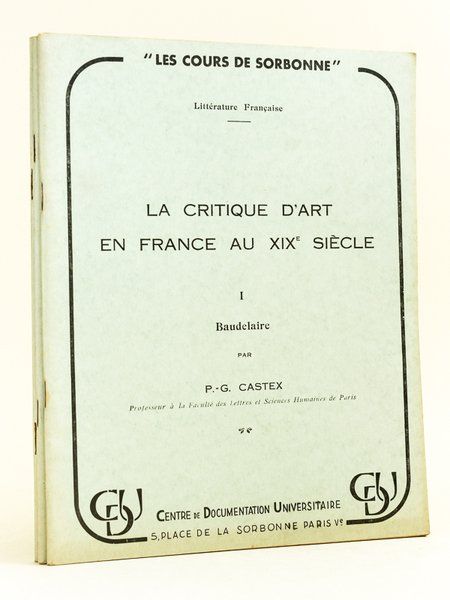 "LES COURS DE SORBONNE"
Littérature Française
LA CRITIQUE D'ART
EN FRANCE AU XIXe SIÈCLE
I
Baudelaire
PAR
P.-G. CASTEX
Professeur à la Faculté des Lettres et Sciences Humaines de Paris
CDU CENTRE DE DOCUMENTATION UNIVERSITAIRE CDU
5, PLACE DE LA SORBONNE PARIS Ve